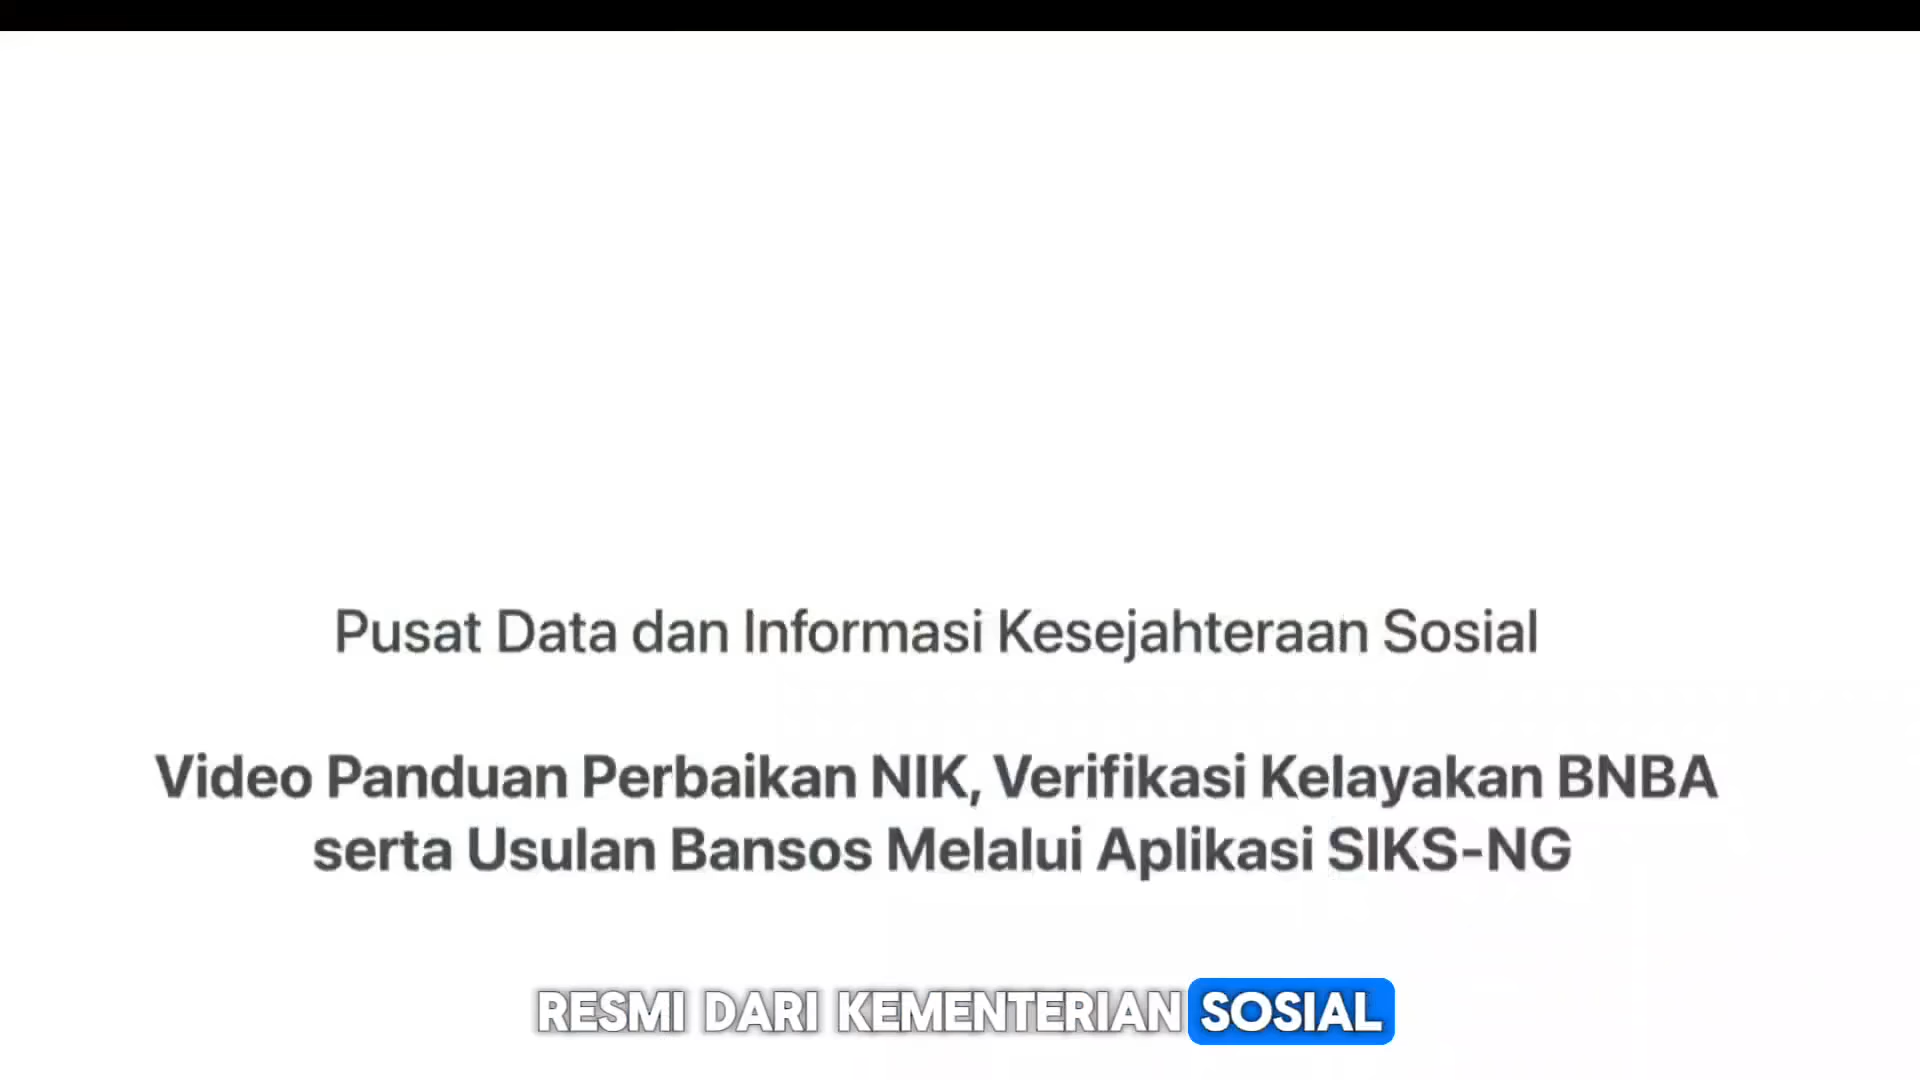 Pusat Data dan Informasi Kesejahteraan Sosial
Video Panduan Perbaikan NIK, Verifikasi Kelayakan BNBA
serta Usulan Bansos Melalui Aplikasi SIKS-NG
RESMI DARI KEMENTERIAN SOSIAL